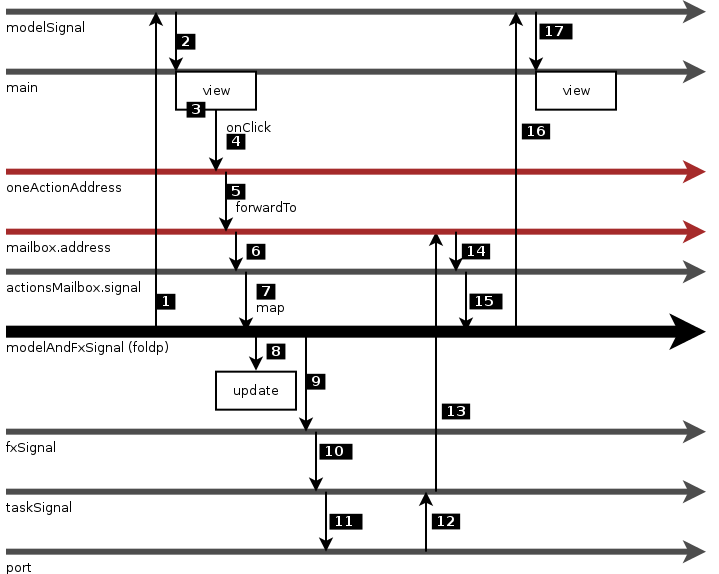 modelSignal
2
17
main
view
view
3
onClick
4
16
oneActionAddress
5
forwardTo
mailbox.address
6
14
actionsMailbox.signal
7
1
15
map
modelAndFxSignal (foldp)
8
update
9
13
fxSignal
10
taskSignal
11
12
port